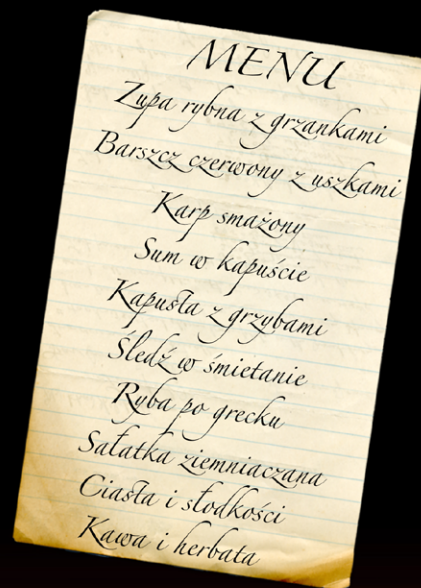 MENU
Zupa rybna z grzankami
Barszcz czerwony z uszkami
Karp smażony
Sum w kapuście
Kapusta z grzybami
Śledź w śmietanie
Ryba po grecku
Sałatka ziemniaczana
Ciasta i słodkości
Kawa i herbata